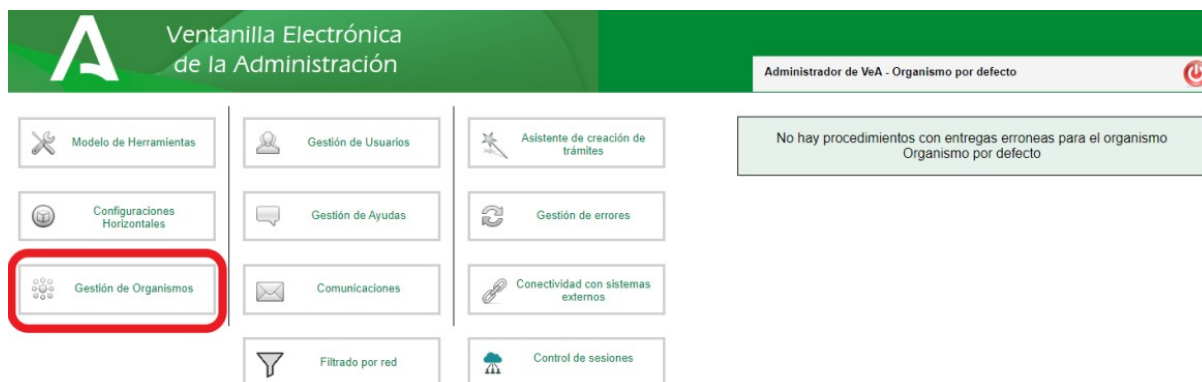 Ventanilla Electrónica
de la Administración
Administrador de VeA - Organismo por defecto
Modelo de Herramientas
Gestión de Usuarios
Asistente de creación de
trámites
No hay procedimientos con entregas erroneas para el organismo
Organismo por defecto
Configuraciones
Horizontales
Gestión de Ayudas
Gestión de errores
Gestión de Organismos
Comunicaciones
Conectividad con sistemas
externos
Filtrado por red
Control de sesiones